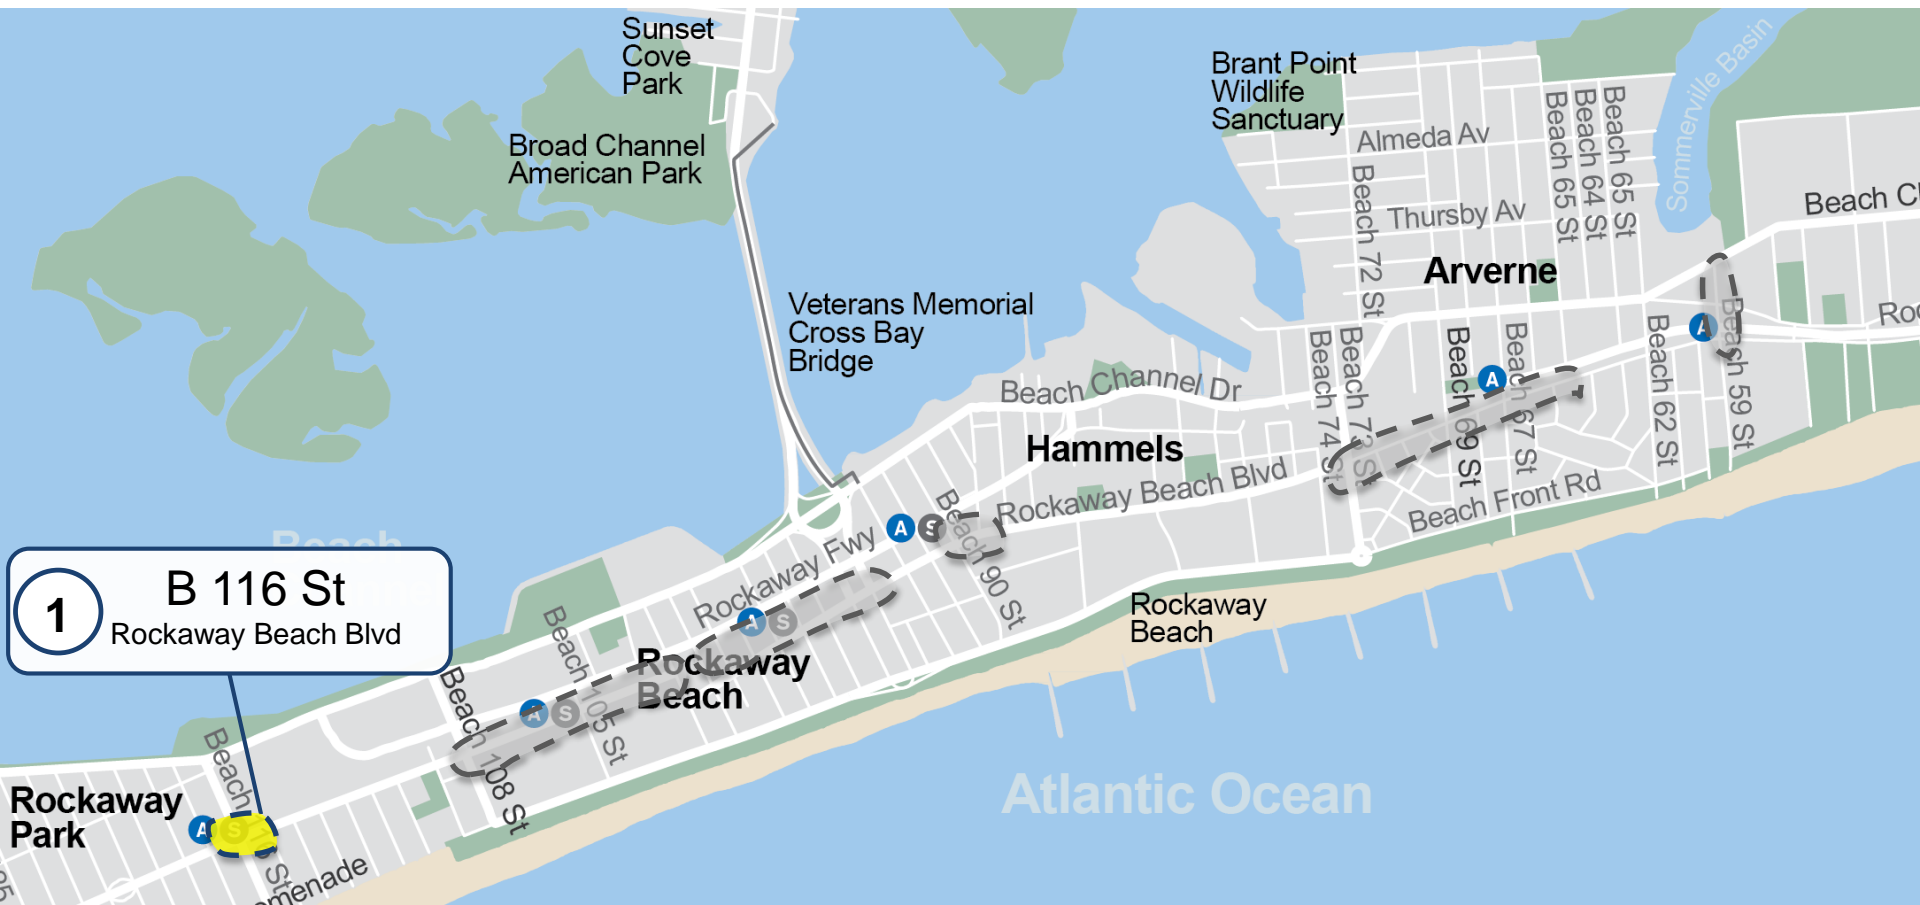 Sunset
Cove
Park
Broad Channel
American Park
Brant Point
Wildlife
Sanctuary
Almeda Av
Thursby Av
Beach 72 St
Beach 65 St
Beach 64 St
Beach 65 St
Sommerville Basin
Arverne
Veterans Memorial
Cross Bay
Bridge
Beach Channel Dr
Beach 74 St
Beach 73 St
Beach 69 St
Beach 67 St
Beach 62 St
Beach 59 St
A
A
Hammels
Rockaway Beach Blvd
Beach Front Rd
Beach 90 St
A S
Rockaway Fwy
A S
Rockaway
Beach
Rockaway
Beach
Beach
1
B 116 St
Rockaway Beach Blvd
Beach 105 St
Beach 108 St
A S
Beach
St
Rockaway
Park
A S
Atlantic Ocean